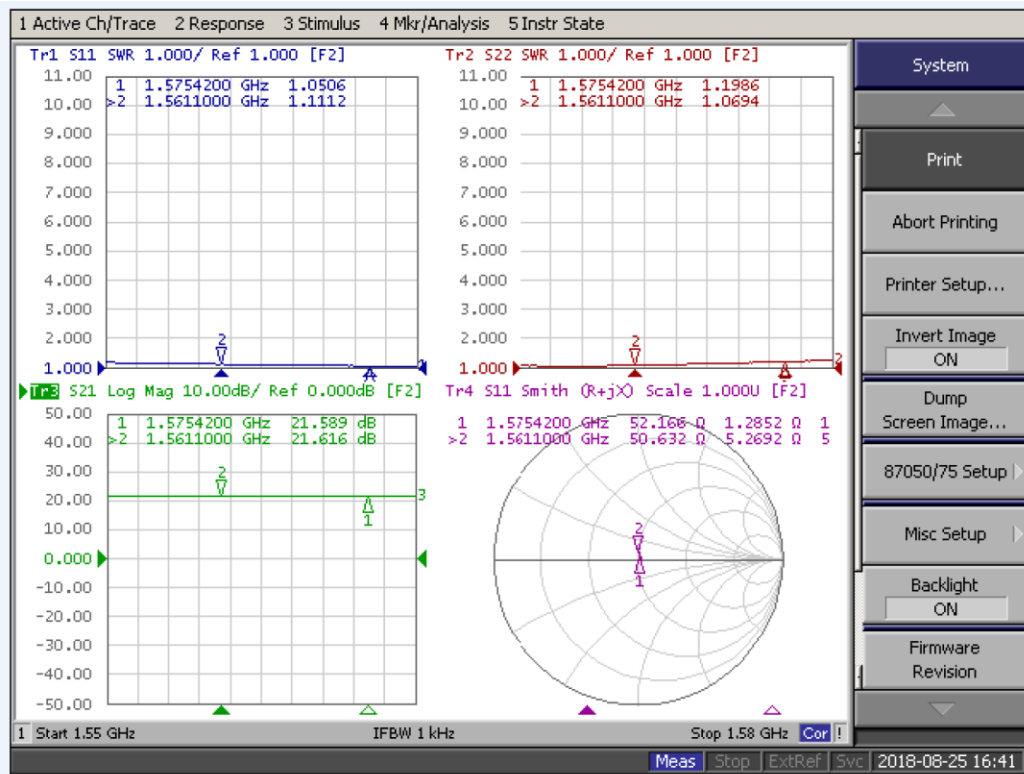 1 Active Ch/Trace 2 Response 3 Stimulus 4 Mkr/Analysis 5 Instr State
Tr1 S11 SWR 1.000/ Ref 1.000 [F2]
11.00
10.00
9.000
8.000
7.000
6.000
5.000
4.000
3.000
2.000
1.000
1 1.5754200 GHz 1.0506
>2 1.5611000 GHz 1.1112
2
1
Tr2 S22 SWR 1.000/ Ref 1.000 [F2]
11.00
10.00
9.000
8.000
7.000
6.000
5.000
4.000
3.000
2.000
1.000
1 1.5754200 GHz 1.1986
>2 1.5611000 GHz 1.0694
2
2
Tr3 S21 Log Mag 10.00dB/ Ref 0.000dB [F2]
50.00
40.00
30.00
20.00
10.00
0.000
-10.00
-20.00
-30.00
-40.00
-50.00
1 1.5754200 GHz 21.589 dB
>2 1.5611000 GHz 21.616 dB
2
3
1
Tr4 S11 Smith (R+jX) Scale 1.000U [F2]
1 1.5754200 GHz 52.166 Ω 1.2852 Ω 1
>2 1.5611000 GHz 50.632 Ω 5.2692 Ω 5
2
1
1 Start 1.55 GHz IFBW 1 kHz Stop 1.58 GHz Cor !
System
Print
Abort Printing
Printer Setup...
Invert Image
ON
Dump
Screen Image...
87050/75 Setup
Misc Setup
Backlight
ON
Firmware
Revision
Meas Stop ExtRef Svc 2018-08-25 16:41